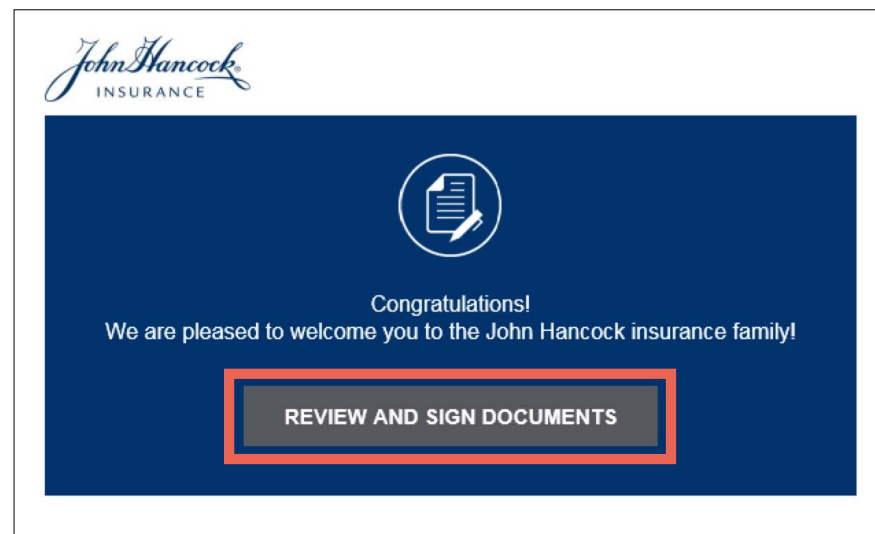 John Hancock®
INSURANCE
Congratulations!
We are pleased to welcome you to the John Hancock insurance family!
REVIEW AND SIGN DOCUMENTS